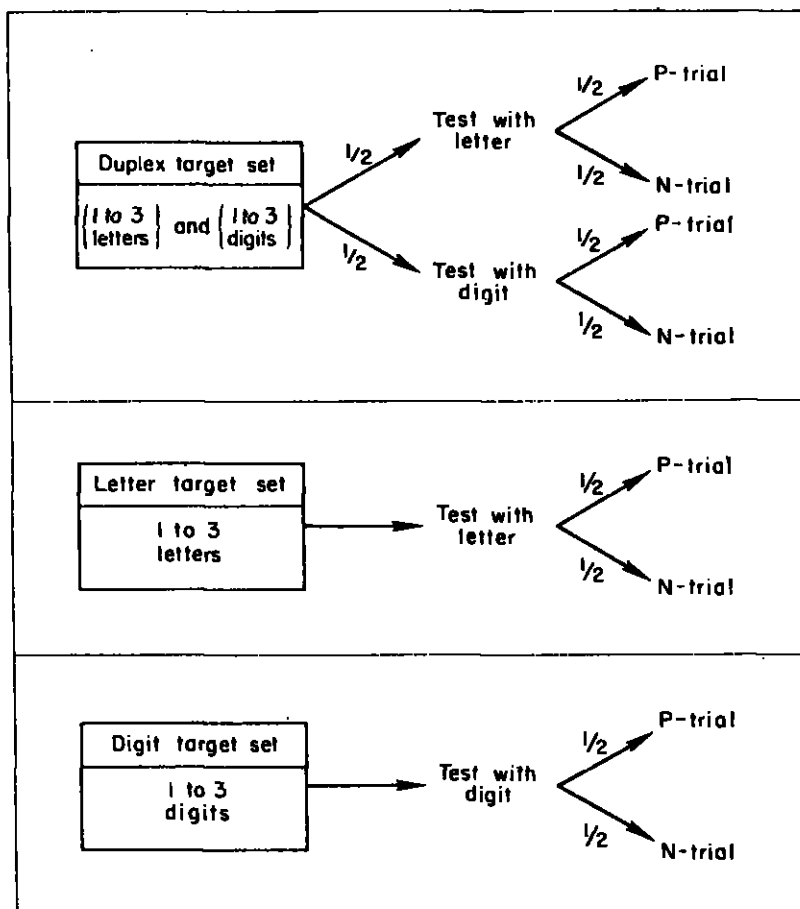 Duplex target set
{1 to 3 letters} and {1 to 3 digits}
1/2
1/2
Test with
letter
1/2
1/2
P-trial
N-trial
Test with
digit
1/2
1/2
P-trial
N-trial
Letter target set
1 to 3
letters
Test with
letter
1/2
1/2
P-trial
N-trial
Digit target set
1 to 3
digits
Test with
digit
1/2
1/2
P-trial
N-trial